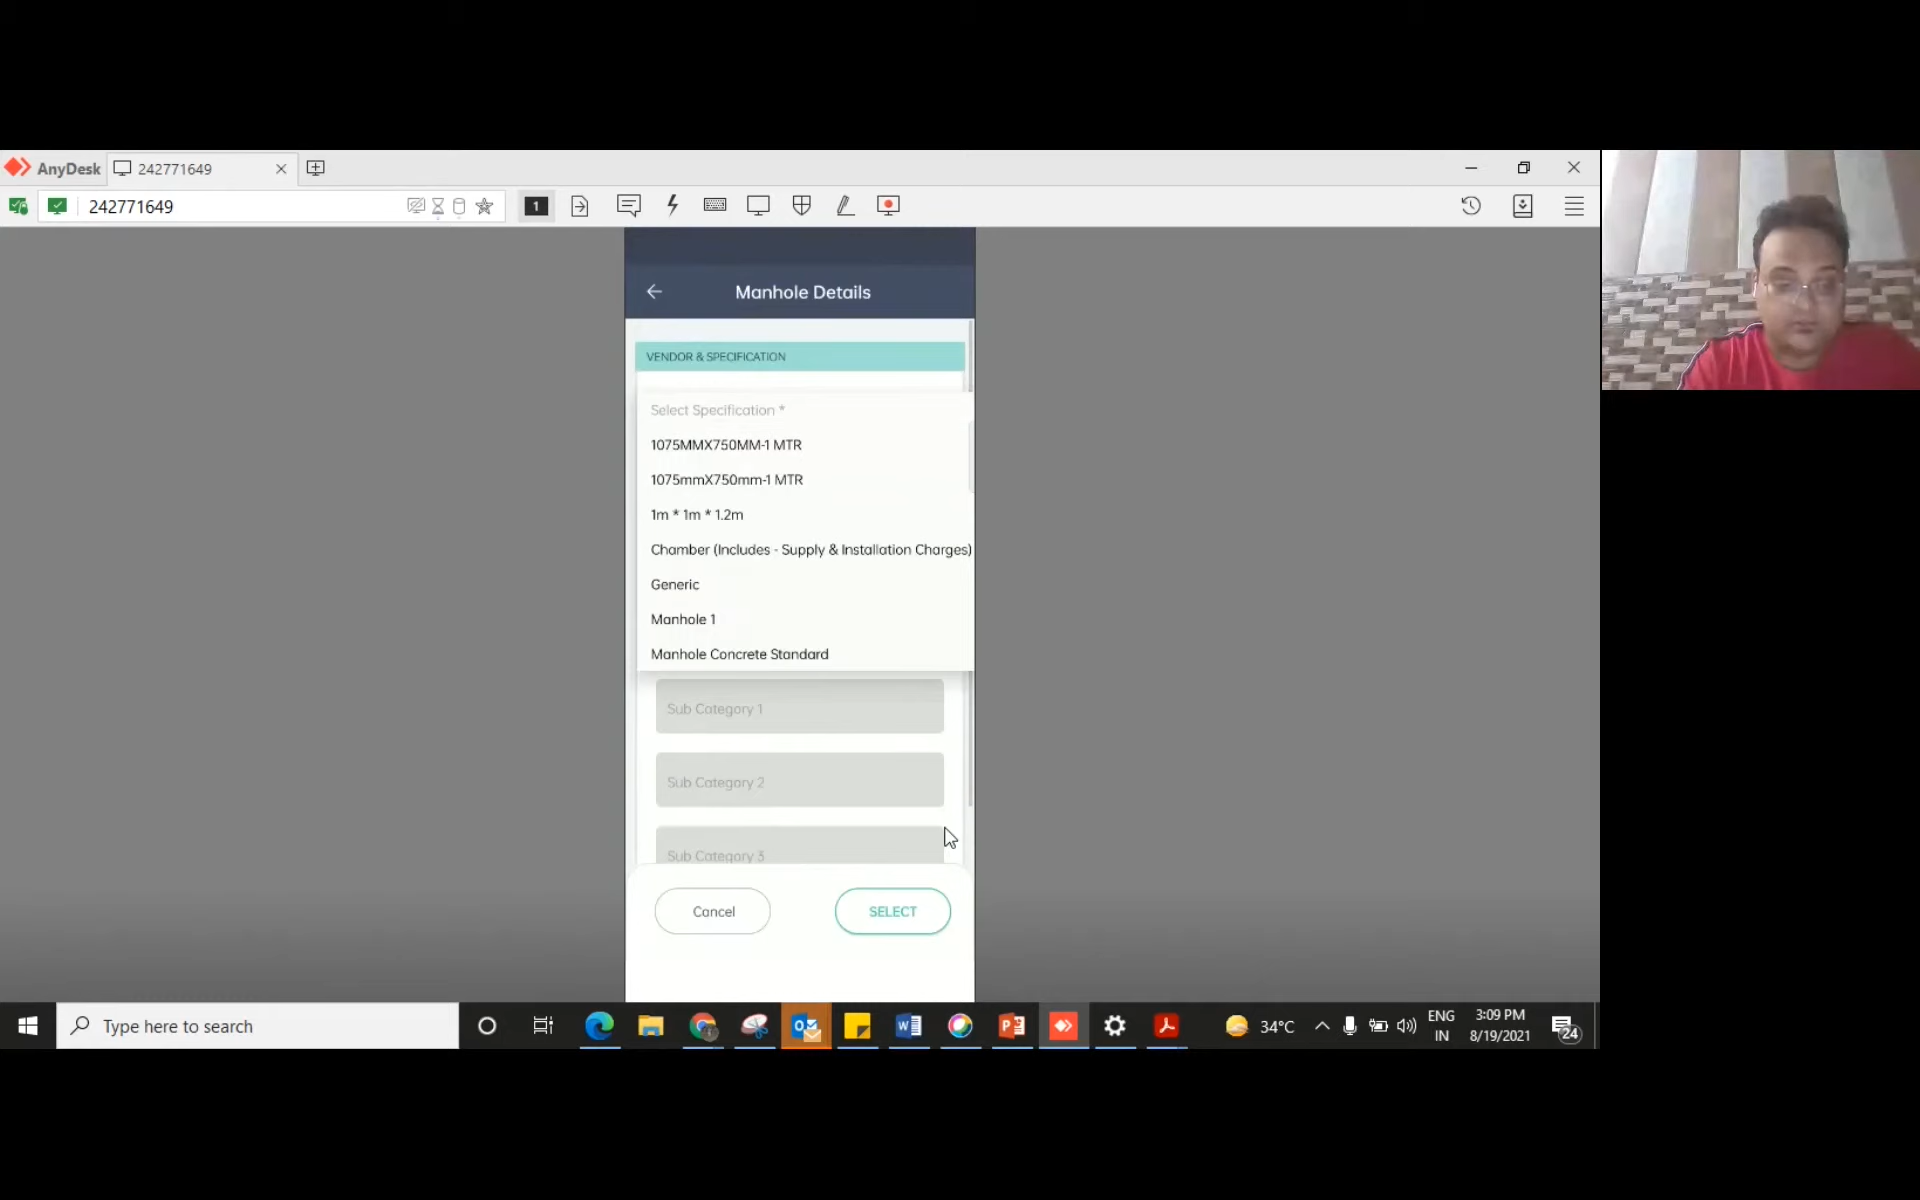 AnyDesk
242771649
242771649
1
Manhole Details
VENDOR & SPECIFICATION
Select Specification *
1075MMX750MM-1 MTR
1075mmX750mm-1 MTR
1m * 1m * 1.2m
Chamber (Includes - Supply & Installation Charges)
Generic
Manhole 1
Manhole Concrete Standard
Sub Category 1
Sub Category 2
Sub Category 3
Cancel
SELECT
Type here to search
34°C
ENG
IN
3:09 PM
8/19/2021
24